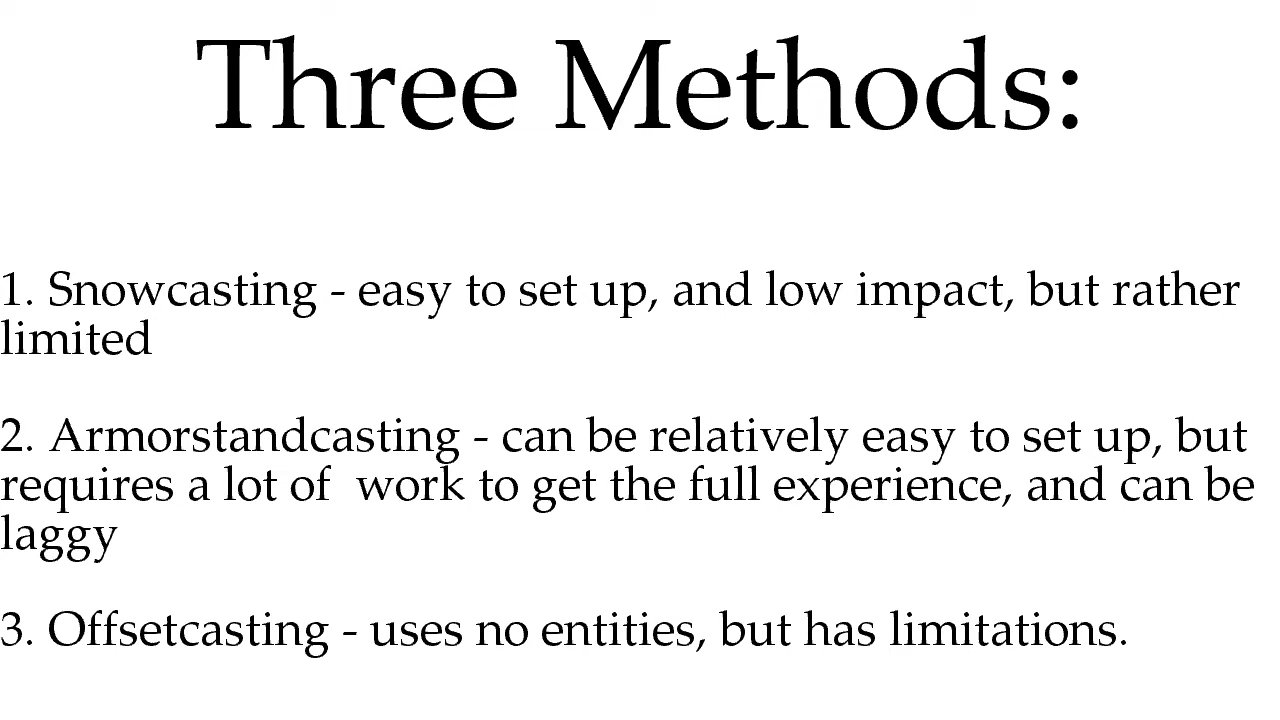 Three Methods:
1. Snowcasting - easy to set up, and low impact, but rather
limited
2. Armorstandcasting - can be relatively easy to set up, but
requires a lot of  work to get the full experience, and can be
laggy
3. Offsetcasting - uses no entities, but has limitations.